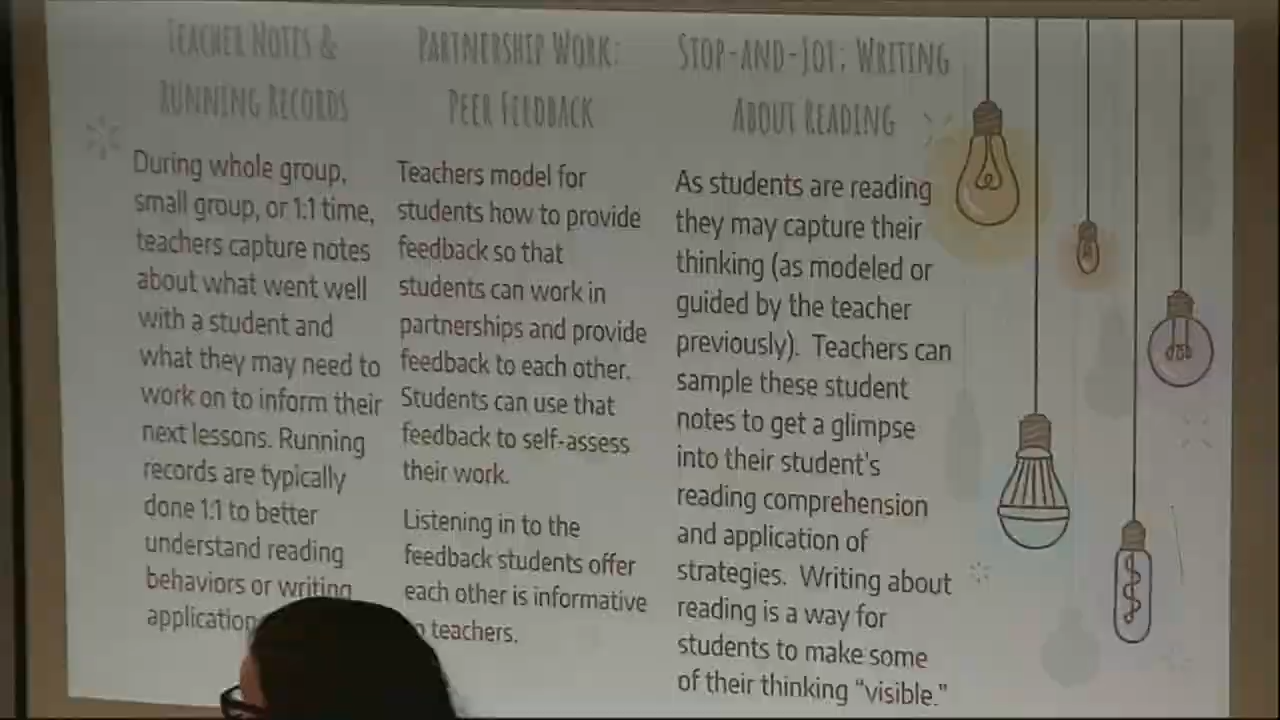 TEACHER NOTES &
RUNNING RECORDS
During whole group,
small group, or 1:1 time,
teachers capture notes
about what went well
with a student and
what they may need to
work on to inform their
next lessons. Running
records are typically
done 1:1 to better
understand reading
behaviors or writing
application
PARTNERSHIP WORK:
PEER FEEDBACK
Teachers model for
students how to provide
feedback so that
students can work in
partnerships and provide
feedback to each other.
Students can use that
feedback to self-assess
their work.
Listening in to the
feedback students offer
each other is informative
teachers.
STOP-AND-JOT: WRITING
ABOUT READING
As students are reading
they may capture their
thinking (as modeled or
guided by the teacher
previously). Teachers can
sample these student
notes to get a glimpse
into their student's
reading comprehension
and application of
strategies. Writing about
reading is a way for
students to make some
of their thinking "visible."